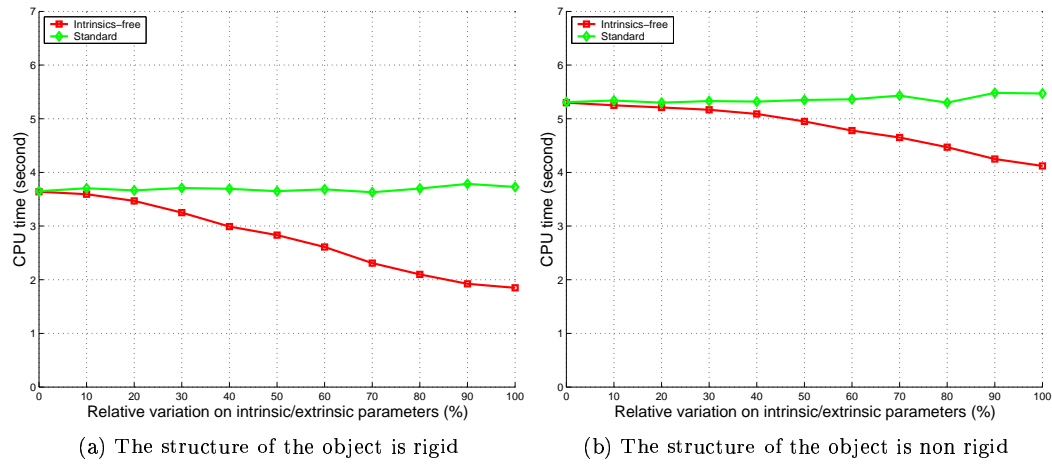 Intrinsics−free
Standard
7
6
5
4
3
2
1
0
CPU time (second)
0 10 20 30 40 50 60 70 80 90 100
Relative variation on intrinsic/extrinsic parameters (%)
(a) The structure of the object is rigid
Intrinsics−free
Standard
7
6
5
4
3
2
1
0
CPU time (second)
0 10 20 30 40 50 60 70 80 90 100
Relative variation on intrinsic/extrinsic parameters (%)
(b) The structure of the object is non rigid